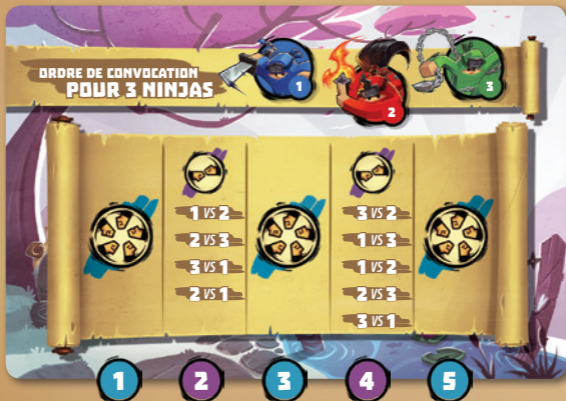 ORDRE DE CONVOCATION
POUR 3 NINJAS
1
2
3
1 VS 2
2 VS 3
3 VS 1
2 VS 1
3 VS 2
1 VS 3
1 VS 2
2 VS 3
3 VS 1
1
2
3
4
5